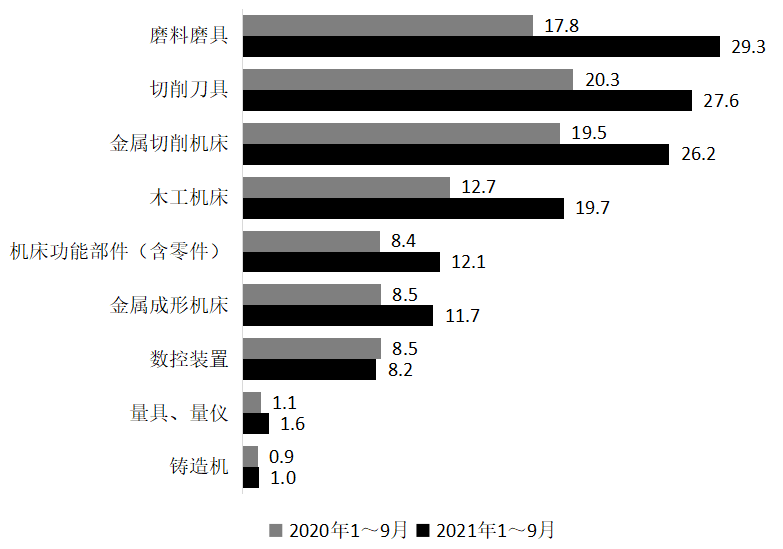 磨料磨具 17.8
29.3
切削刀具 20.3
27.6
金属切削机床 19.5
26.2
木工机床 12.7
19.7
机床功能部件（含零件） 8.4
12.1
金属成形机床 8.5
11.7
数控装置 8.5
8.2
量具、量仪 1.1
1.6
铸造机 0.9
1.0
2020年1～9月 2021年1～9月